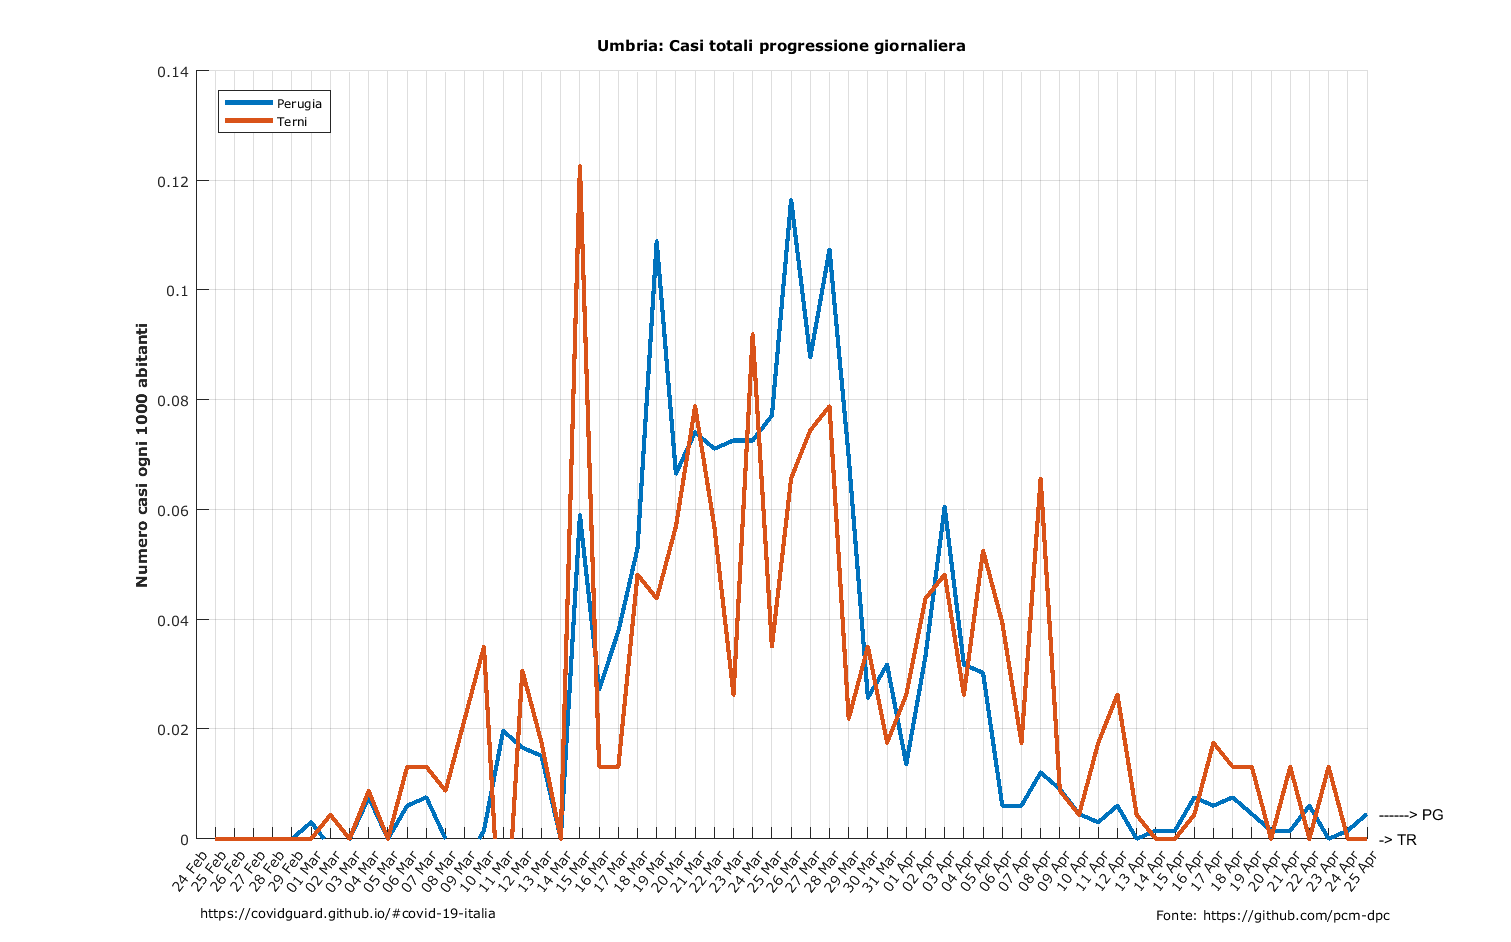 Umbria: Casi totali progressione giornaliera
Perugia
Terni
Numero casi ogni 1000 abitanti
0.14
0.12
0.1
0.08
0.06
0.04
0.02
0
24 Feb
25 Feb
26 Feb
27 Feb
28 Feb
29 Feb
01 Mar
02 Mar
03 Mar
04 Mar
05 Mar
06 Mar
07 Mar
08 Mar
09 Mar
10 Mar
11 Mar
12 Mar
13 Mar
14 Mar
15 Mar
16 Mar
17 Mar
18 Mar
19 Mar
20 Mar
21 Mar
22 Mar
23 Mar
24 Mar
25 Mar
26 Mar
27 Mar
28 Mar
29 Mar
30 Mar
31 Apr
02 Apr
03 Apr
04 Apr
05 Apr
06 Apr
07 Apr
08 Apr
09 Apr
10 Apr
11 Apr
12 Apr
13 Apr
14 Apr
15 Apr
16 Apr
17 Apr
18 Apr
19 Apr
20 Apr
21 Apr
22 Apr
23 Apr
24 Apr
25 Apr
------> PG
-> TR
https://covidguard.github.io/#covid-19-italia
Fonte: https://github.com/pcm-dpc